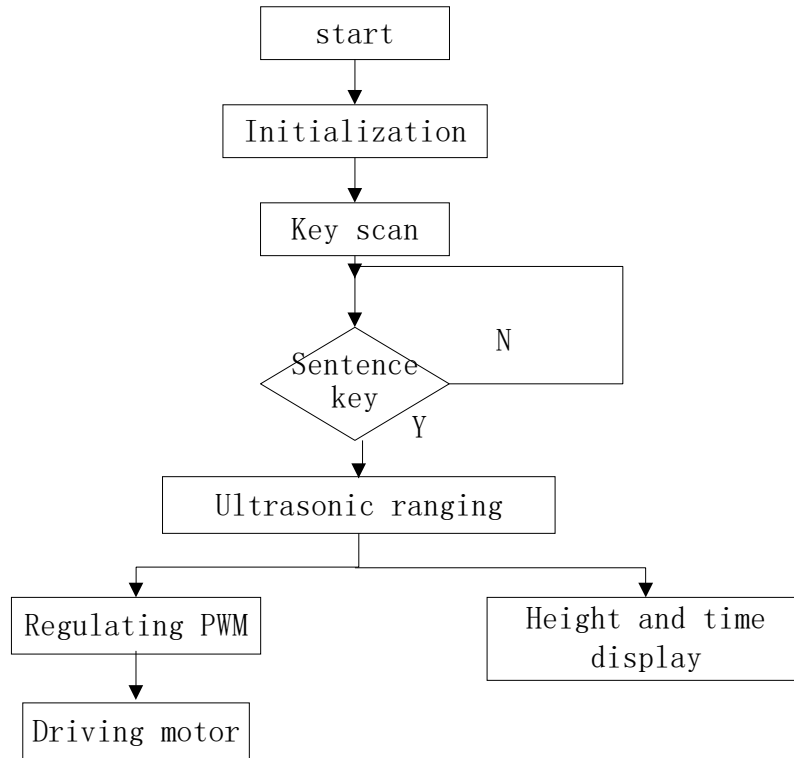 start
Initialization
Key scan
N
Sentence
key
Y
Ultrasonic ranging
Regulating PWM
Height and time
display
Driving motor